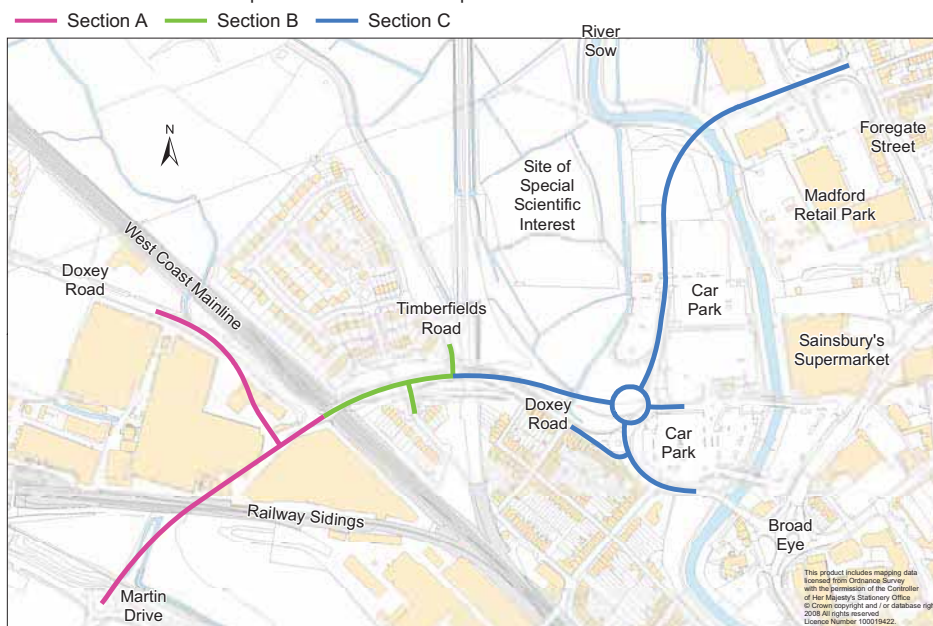 Section A Section B Section C
River
Sow
N
Foregate
Street
Site of
Special
Scientific
Interest
Madford
Retail Park
West Coast Mainline
Doxey
Road
Car
Park
Timberfields
Road
Sainsbury's
Supermarket
Doxey
Road
Car
Park
Railway Sidings
Broad
Eye
Martin
Drive
This product includes mapping data
licensed from Ordnance Survey
with the permission of the Controller
of Her Majesty's Stationery Office
© Crown copyright and / or database righ
2008 All rights reserved
Licence Number 100019422.